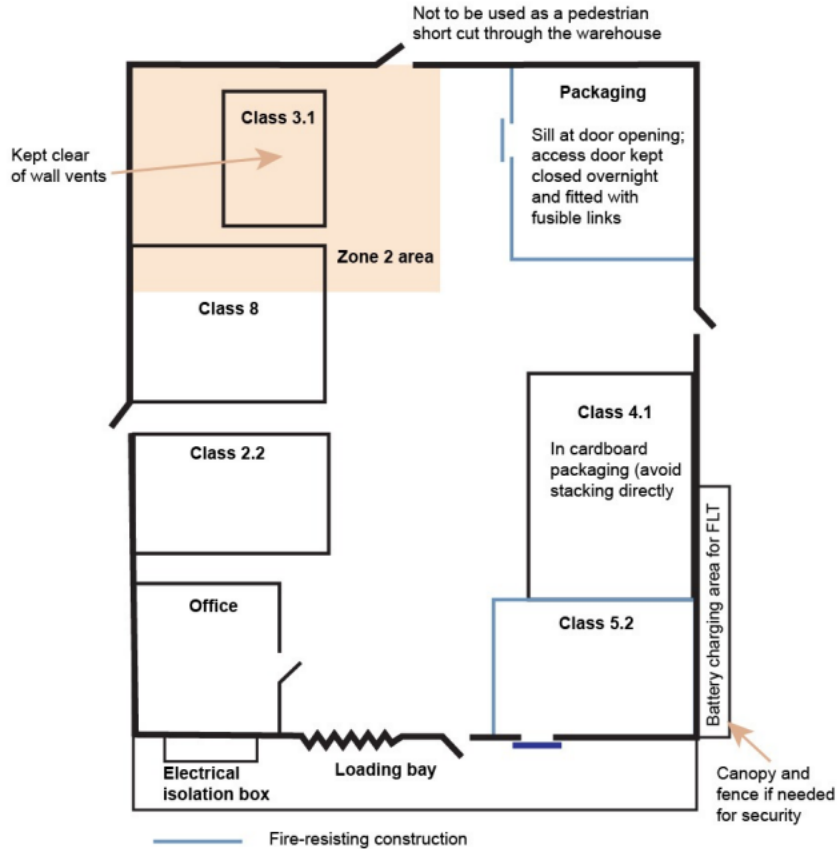 Not to be used as a pedestrian
short cut through the warehouse
Class 3.1
Packaging
Sill at door opening;
access door kept
closed overnight
and fitted with
fusible links
Kept clear
of wall vents
Zone 2 area
Class 8
Class 4.1
In cardboard
packaging (avoid
stacking directly
Class 2.2
Battery charging area for FLT
Office
Class 5.2
Electrical
isolation box
Loading bay
Canopy and
fence if needed
for security
Fire-resisting construction